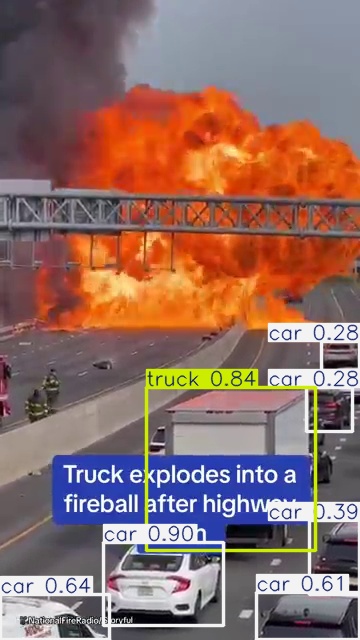 car 0.28
truck 0.84
car 0.28
Truck explodes into a
fireball after highway
car 0.39
car 0.90
car 0.64
car 0.61
NationalFireRadio/Storyful